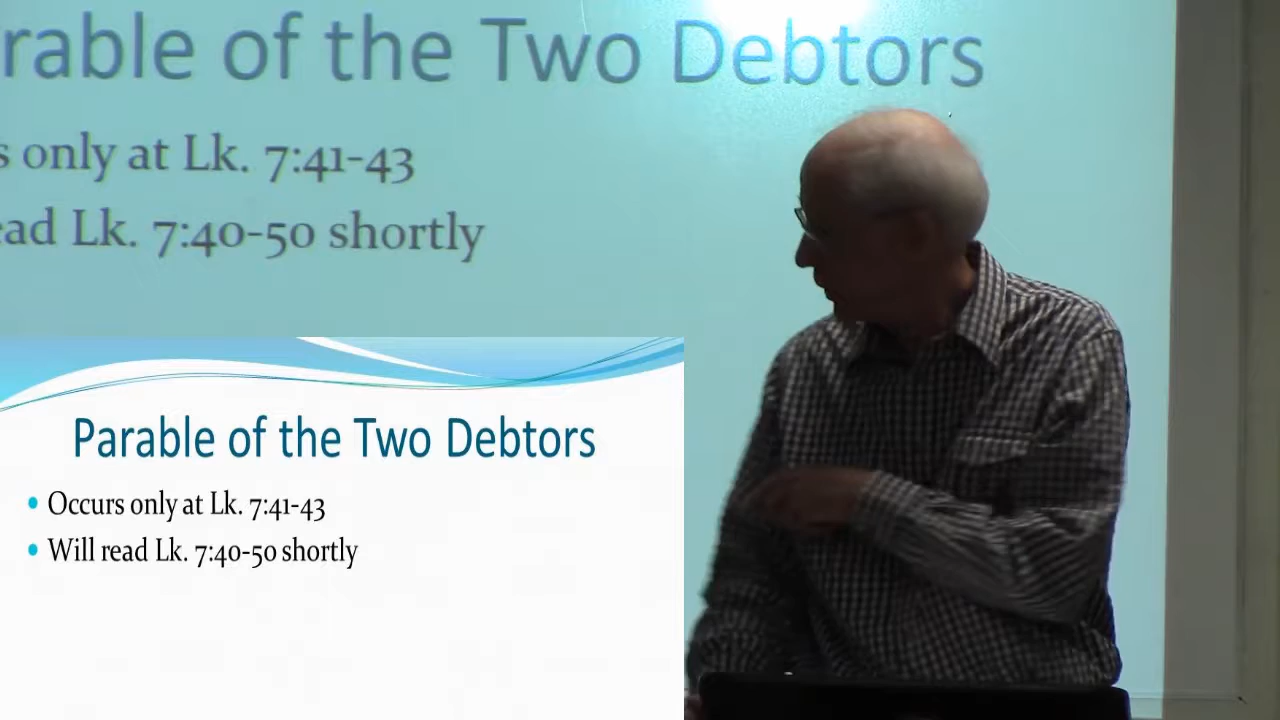 rable of the Two Debtors
s only at Lk. 7:41-43
ead Lk. 7:40-50 shortly
Parable of the Two Debtors
• Occurs only at Lk. 7:41-43
• Will read Lk. 7:40-50 shortly